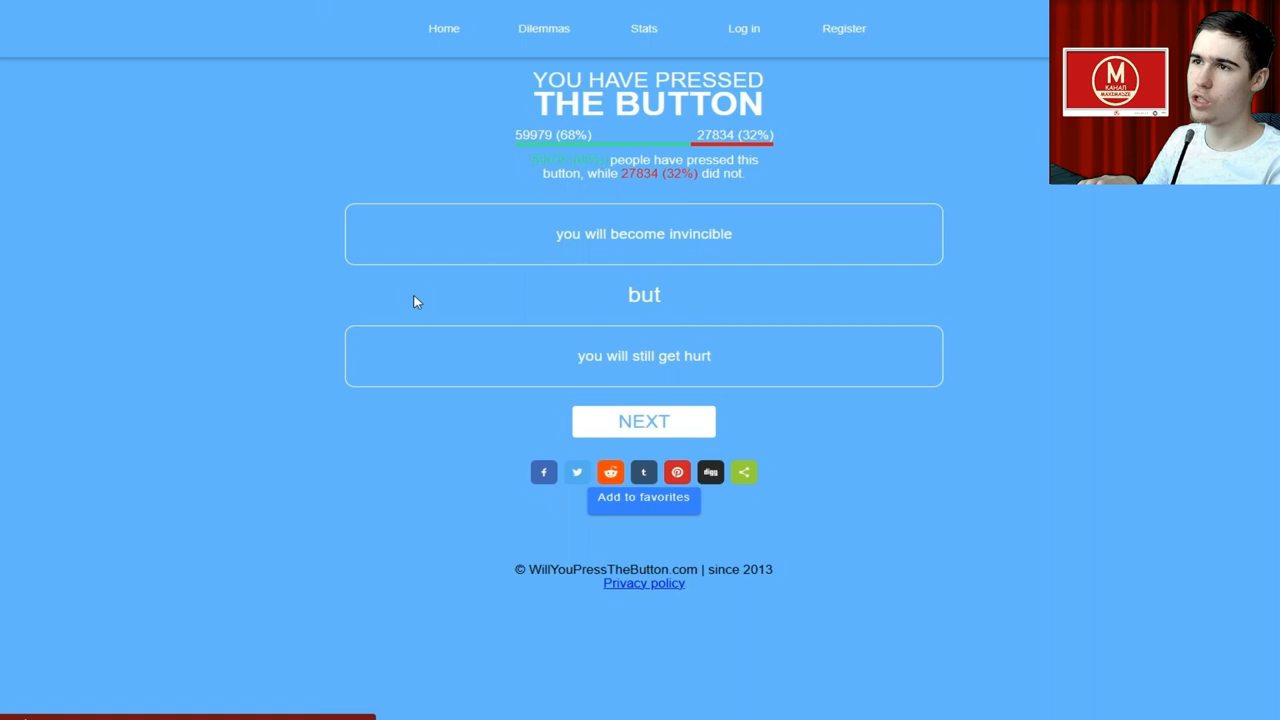 Home Dilemmas Stats Log in Register
YOU HAVE PRESSED
THE BUTTON
59979 (68%) 27834 (32%)
people have pressed this
button, while 27834 (32%) did not.
you will become invincible
but
you will still get hurt
NEXT
digg
Add to favorites
© WillYouPressTheButton.com | since 2013
Privacy policy
M
КАНАЛ